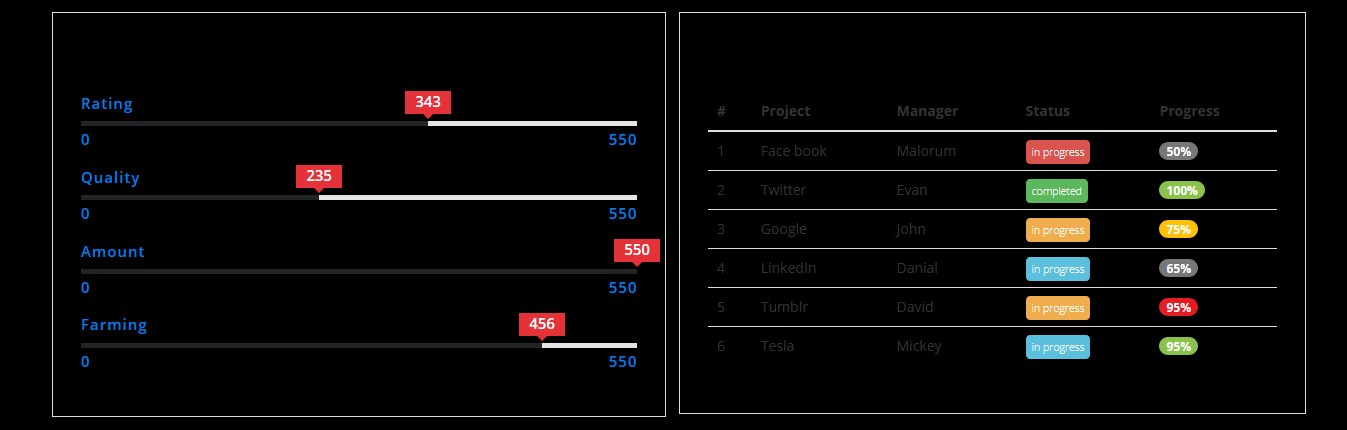 Rating
343
0 550
Quality
235
0 550
Amount
550
0 550
Farming
456
0 550
# Project Manager Status Progress
1 Face book Malorum in progress 50%
2 Twitter Evan completed 100%
3 Google John in progress 75%
4 LinkedIn Danial in progress 65%
5 Tumblr David in progress 95%
6 Tesla Mickey in progress 95%